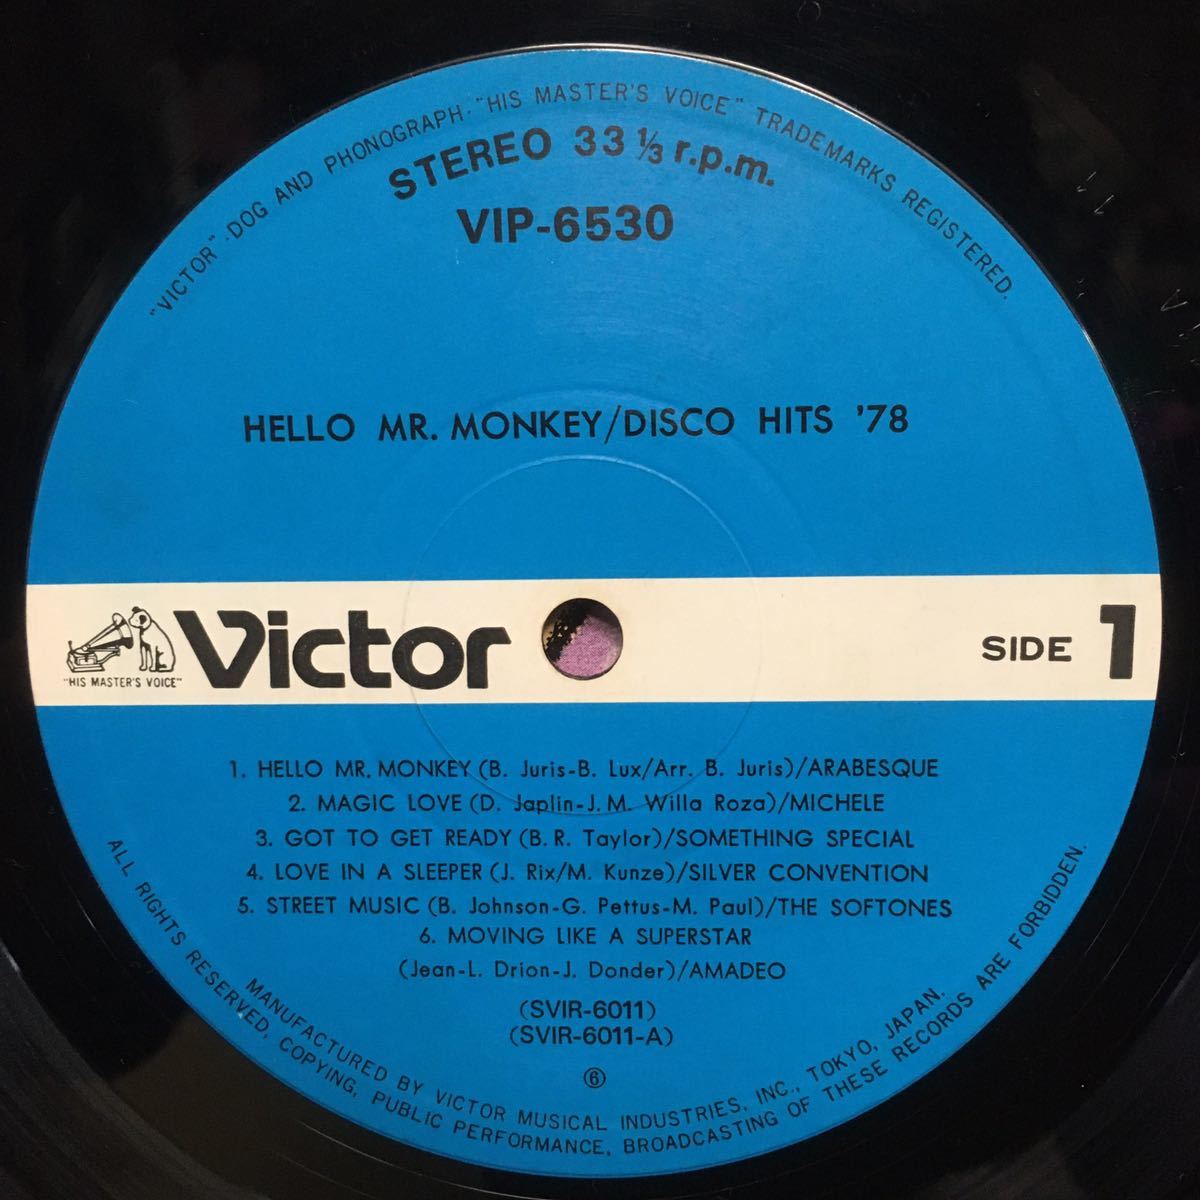 "VICTOR"·DOG AND PHONOGRAPH·"HIS MASTER'S VOICE" TRADEMARKS REGISTERED.
STEREO 33 ⅓ r.p.m.
VIP-6530
HELLO MR. MONKEY/DISCO HITS '78
"HIS MASTER'S VOICE"
Victor
SIDE 1
1. HELLO MR. MONKEY (B. Juris-B. Lux/Arr. B. Juris)/ARABESQUE
2. MAGIC LOVE (D. Japlin-J. M. Willa Roza)/MICHELE
3. GOT TO GET READY (B. R. Taylor)/SOMETHING SPECIAL
4. LOVE IN A SLEEPER (J. Rix/M. Kunze)/SILVER CONVENTION
5. STREET MUSIC (B. Johnson-G. Pettus-M. Paul)/THE SOFTONES
6. MOVING LIKE A SUPERSTAR
(Jean-L. Drion-J. Donder)/AMADEO
(SVIR-6011)
(SVIR-6011-A)
⑥
MANUFACTURED BY VICTOR MUSICAL INDUSTRIES, INC., TOKYO, JAPAN.
ALL RIGHTS RESERVED, COPYING, PUBLIC PERFORMANCE, BROADCASTING OF THESE RECORDS ARE FORBIDDEN.